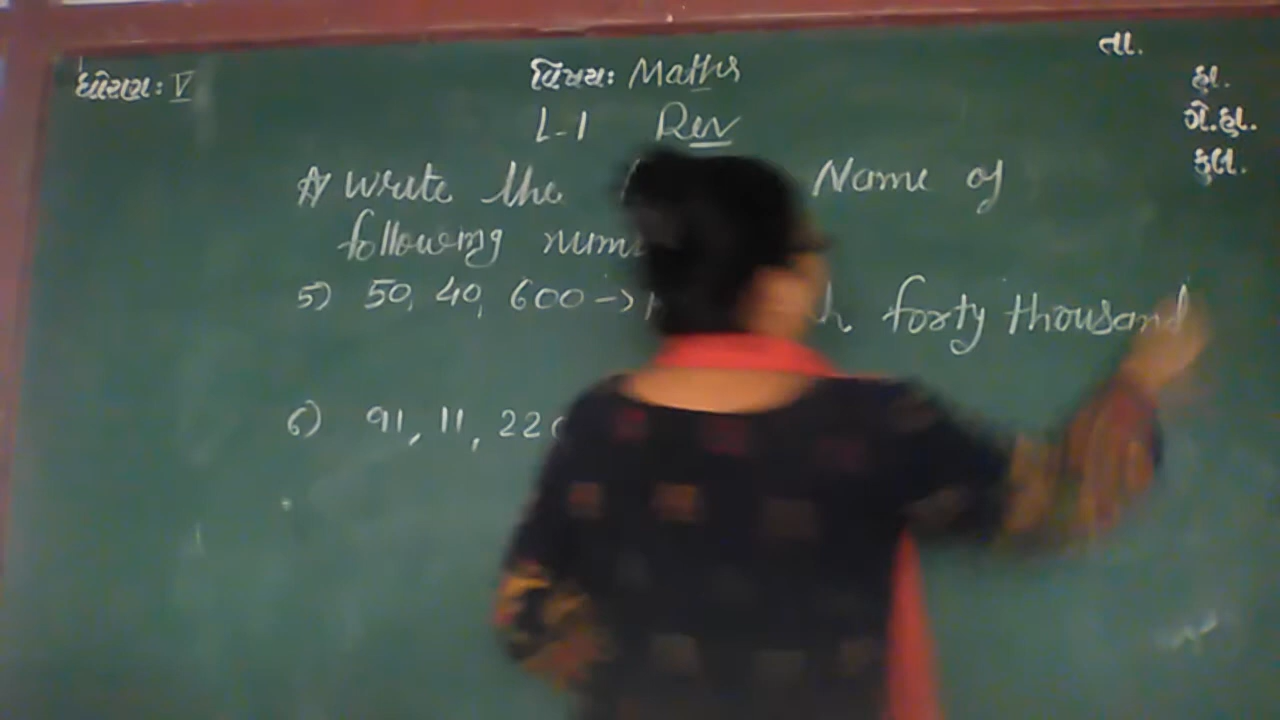 ધોરણ: V
વિષય: Maths
તા.
હા.
ગે.હા.
કુલ.
L-1 Rev
☆ Write the Name of
following
5) 50, 40, 600 → forty thousand
6) 91, 11,